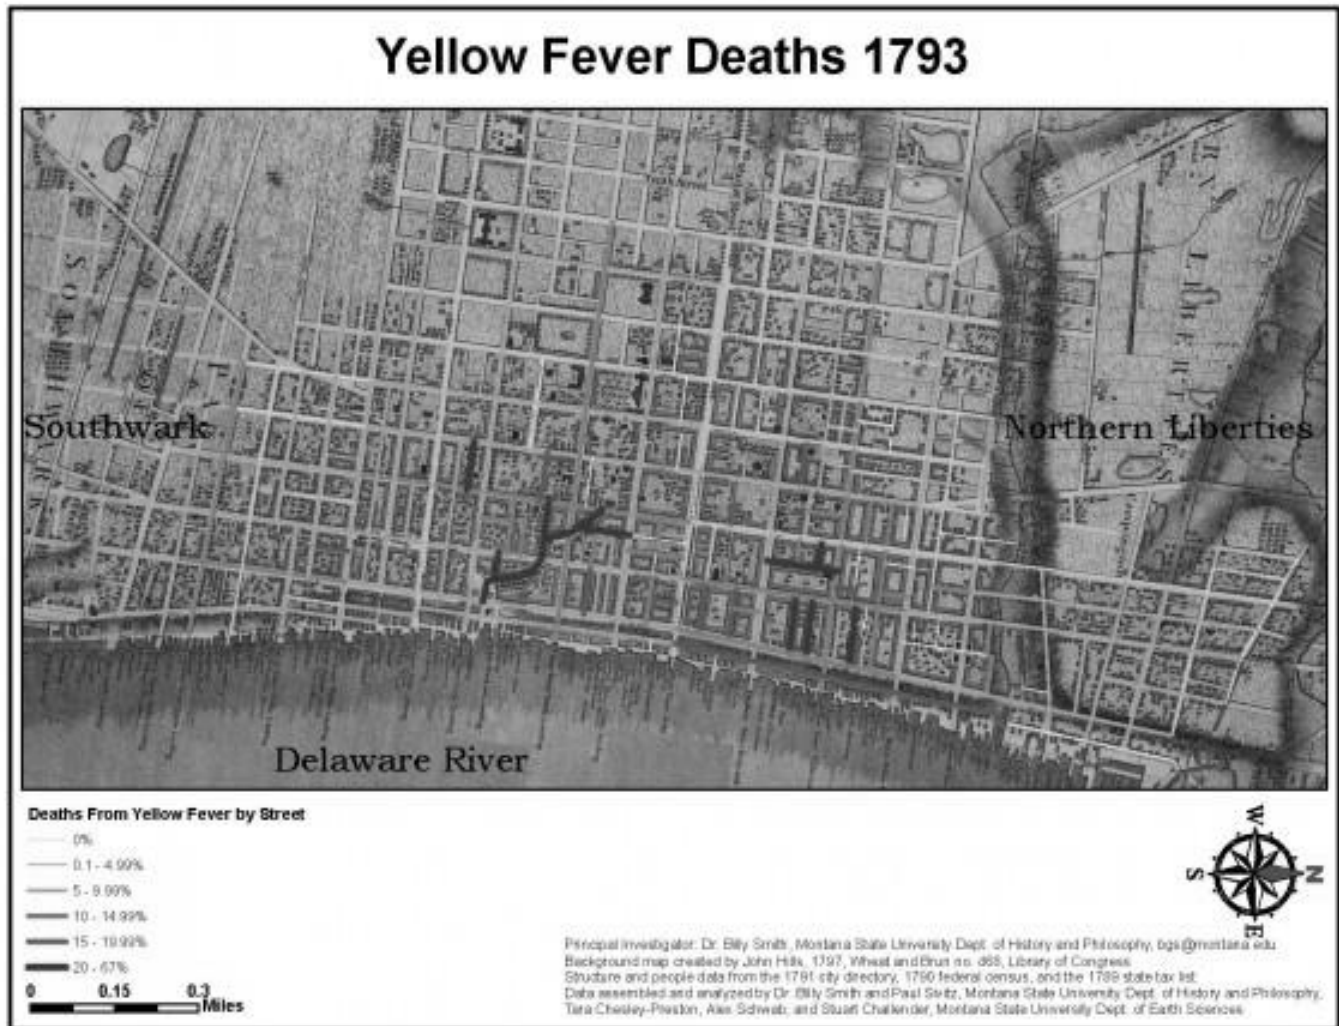 Yellow Fever Deaths 1793
Southwark
Northern Liberties
Delaware River
Deaths From Yellow Fever by Street
0%
0.1 - 4.99%
5 - 9.99%
10 - 14.99%
15 - 19.99%
20 - 67%
0 0.15 0.3
Miles
W
S N
E
Principal Investigator: Dr. Billy Smith, Montana State University Dept. of History and Philosophy, bgs@montana.edu
Background map created by John Hills, 1797, Wheat and Brun no. 468, Library of Congress
Structure and people data from the 1791 city directory, 1790 federal census, and the 1789 state tax list
Data assembled and analyzed by Dr. Billy Smith and Paul Sivitz, Montana State University Dept. of History and Philosophy,
Tara Chesley-Preston, Alex Schwab, and Stuart Challender, Montana State University Dept. of Earth Sciences